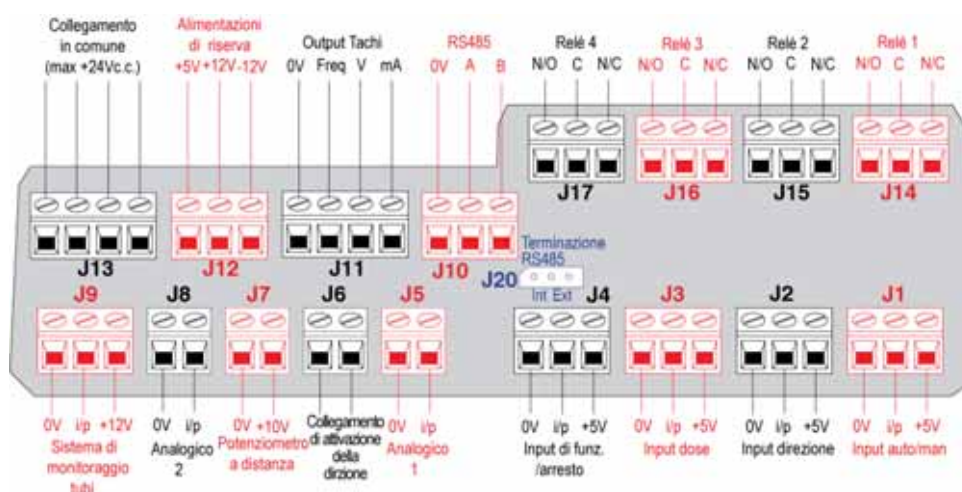 Collegamento
in comune
(max +24Vc.c.)
Alimentazioni
di riserva
+5V +12V -12V
Output Tachi
0V Freq V mA
RS485
0V A B
Relé 4
N/O C N/C
Relé 3
N/O C N/C
Relé 2
N/O C N/C
Relé 1
N/O C N/C
J17
J16
J15
J14
J13
J12
J11
J10
Terminazione
RS485
J20
Int Ext
J9
J8
J7
J6
J5
J4
J3
J2
J1
0V i/p +12V
Sistema di
monitoraggio
tubi
0V i/p
Analogico
2
0V +10V
Potenziometro
a distanza
Collegamento
di attivazione
della
dirzione
0V i/p
Analogico
1
0V i/p +5V
Input di funz.
/arresto
0V i/p +5V
Input dose
0V i/p +5V
Input direzione
0V i/p +5V
Input auto/man